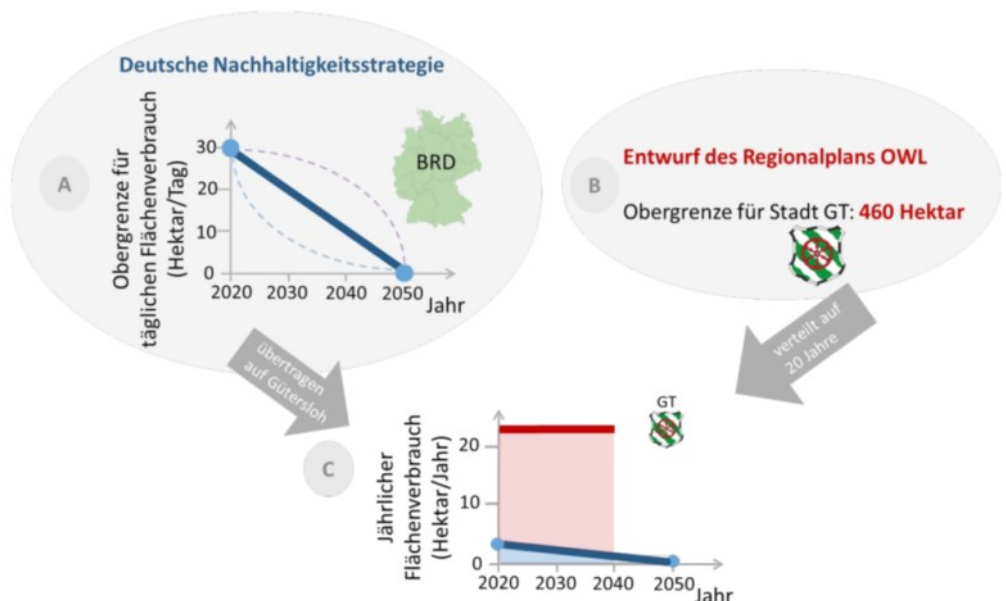 Deutsche Nachhaltigkeitsstrategie
A
Obergrenze für
täglichen Flächenverbrauch
(Hektar/Tag)
30
20
10
0
2020 2030 2040 2050
Jahr
BRD
B
Entwurf des Regionalplans OWL
Obergrenze für Stadt GT: 460 Hektar
übertragen
auf Gütersloh
verteilt auf
20 Jahre
C
GT
Jährlicher
Flächenverbrauch
(Hektar/Jahr)
20
10
0
2020 2030 2040 2050
Jahr